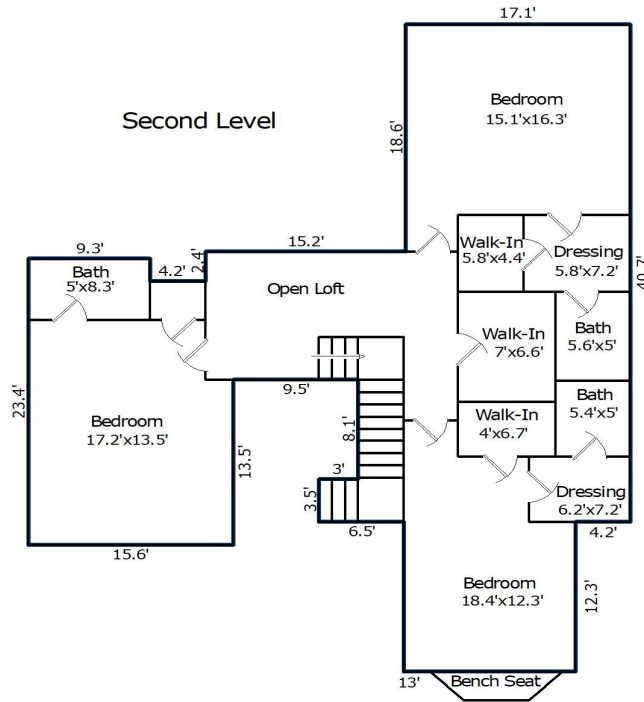 17.1'
Second Level
Bedroom
15.1'x16.3'
18.6'
15.2'
9.3'
4.2'
2.4'
Bath
5'x8.3'
Open Loft
Walk-In
5.8'x4.4'
Dressing
5.8'x7.2'
40.7'
Walk-In
7'x6.6'
Bath
5.6'x5'
23.4'
Bedroom
17.2'x13.5'
9.5'
8.1'
13.5'
3'
3.5'
6.5'
15.6'
Walk-In
4'x6.7'
Bath
5.4'x5'
Dressing
6.2'x7.2'
4.2'
Bedroom
18.4'x12.3'
12.3'
13'
Bench Seat